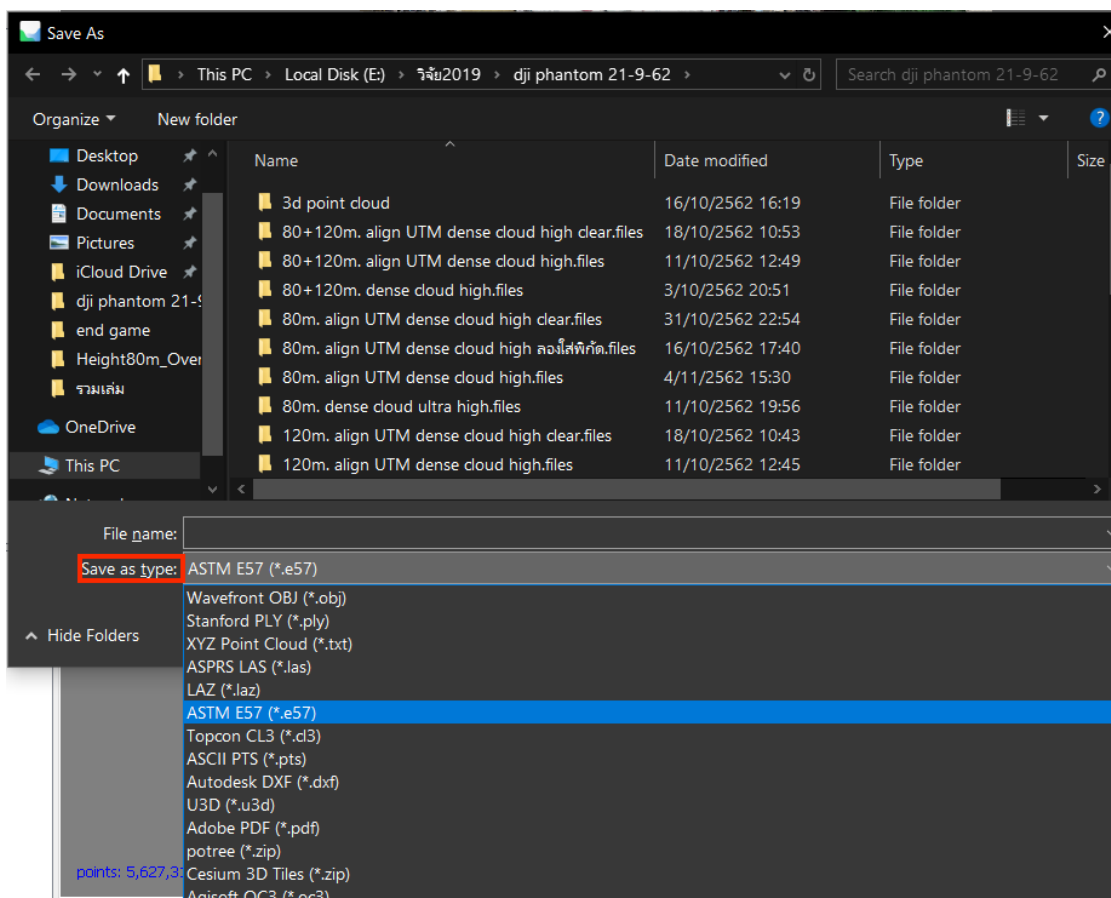 Save As
This PC > Local Disk (E:) > วิจัย2019 > dji phantom 21-9-62 >
Search dji phantom 21-9-62
Organize
New folder
Desktop
Downloads
Documents
Pictures
iCloud Drive
dji phantom 21-9
end game
Height80m_Over
รวมเล่ม
OneDrive
This PC
Name Date modified Type Size
3d point cloud 16/10/2562 16:19 File folder
80+120m. align UTM dense cloud high clear.files 18/10/2562 10:53 File folder
80+120m. align UTM dense cloud high.files 11/10/2562 12:49 File folder
80+120m. dense cloud high.files 3/10/2562 20:51 File folder
80m. align UTM dense cloud high clear.files 31/10/2562 22:54 File folder
80m. align UTM dense cloud high ลองใส่พิกัด.files 16/10/2562 17:40 File folder
80m. align UTM dense cloud high.files 4/11/2562 15:30 File folder
80m. dense cloud ultra high.files 11/10/2562 19:56 File folder
120m. align UTM dense cloud high clear.files 18/10/2562 10:43 File folder
120m. align UTM dense cloud high.files 11/10/2562 12:45 File folder
File name:
Save as type: ASTM E57 (*.e57)
Hide Folders
Wavefront OBJ (*.obj)
Stanford PLY (*.ply)
XYZ Point Cloud (*.txt)
ASPRS LAS (*.las)
LAZ (*.laz)
ASTM E57 (*.e57)
Topcon CL3 (*.cl3)
ASCII PTS (*.pts)
Autodesk DXF (*.dxf)
U3D (*.u3d)
Adobe PDF (*.pdf)
potree (*.zip)
Cesium 3D Tiles (*.zip)
Agisoft OC3 (*.oc3)
points: 5,627,3